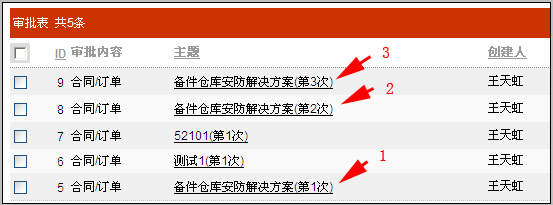 审批表 共5条
ID 审批内容 主题 创建人
3
9 合同/订单 备件仓库安防解决方案(第3次) 王天虹
2
8 合同/订单 备件仓库安防解决方案(第2次) 王天虹
7 合同/订单 52101(第1次) 王天虹
6 合同/订单 测试1(第1次) 王天虹
1
5 合同/订单 备件仓库安防解决方案(第1次) 王天虹